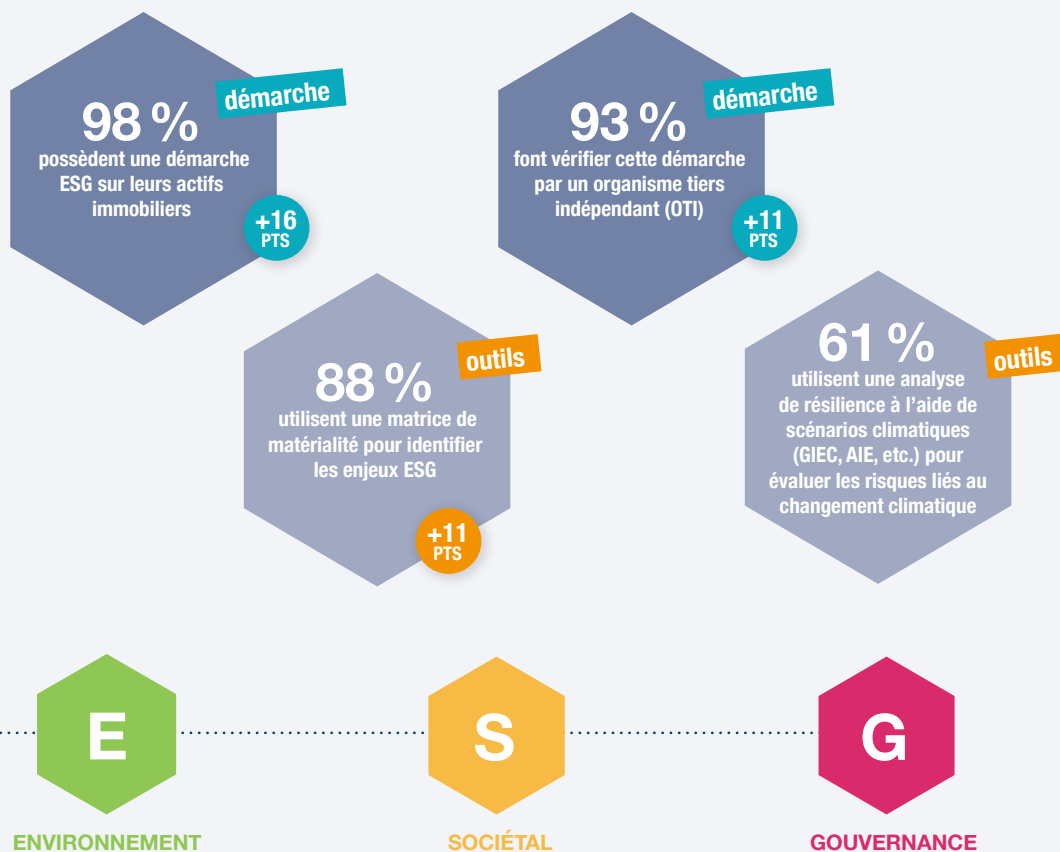 démarche
98 %
possèdent une démarche
ESG sur leurs actifs
immobiliers
+16
PTS
démarche
93 %
font vérifier cette démarche
par un organisme tiers
indépendant (OTI)
+11
PTS
outils
88 %
utilisent une matrice de
matérialité pour identifier
les enjeux ESG
+11
PTS
outils
61 %
utilisent une analyse
de résilience à l’aide de
scénarios climatiques
(GIEC, AIE, etc.) pour
évaluer les risques liés au
changement climatique
E
ENVIRONNEMENT
S
SOCIÉTAL
G
GOUVERNANCE